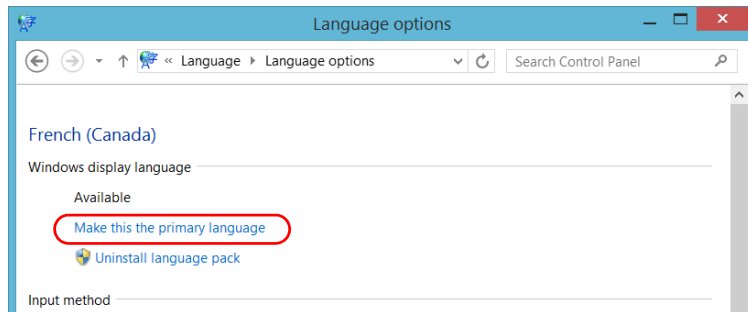 Language options
« Language Language options Search Control Panel
French (Canada)
Windows display language
Available
Make this the primary language
Uninstall language pack
Input method